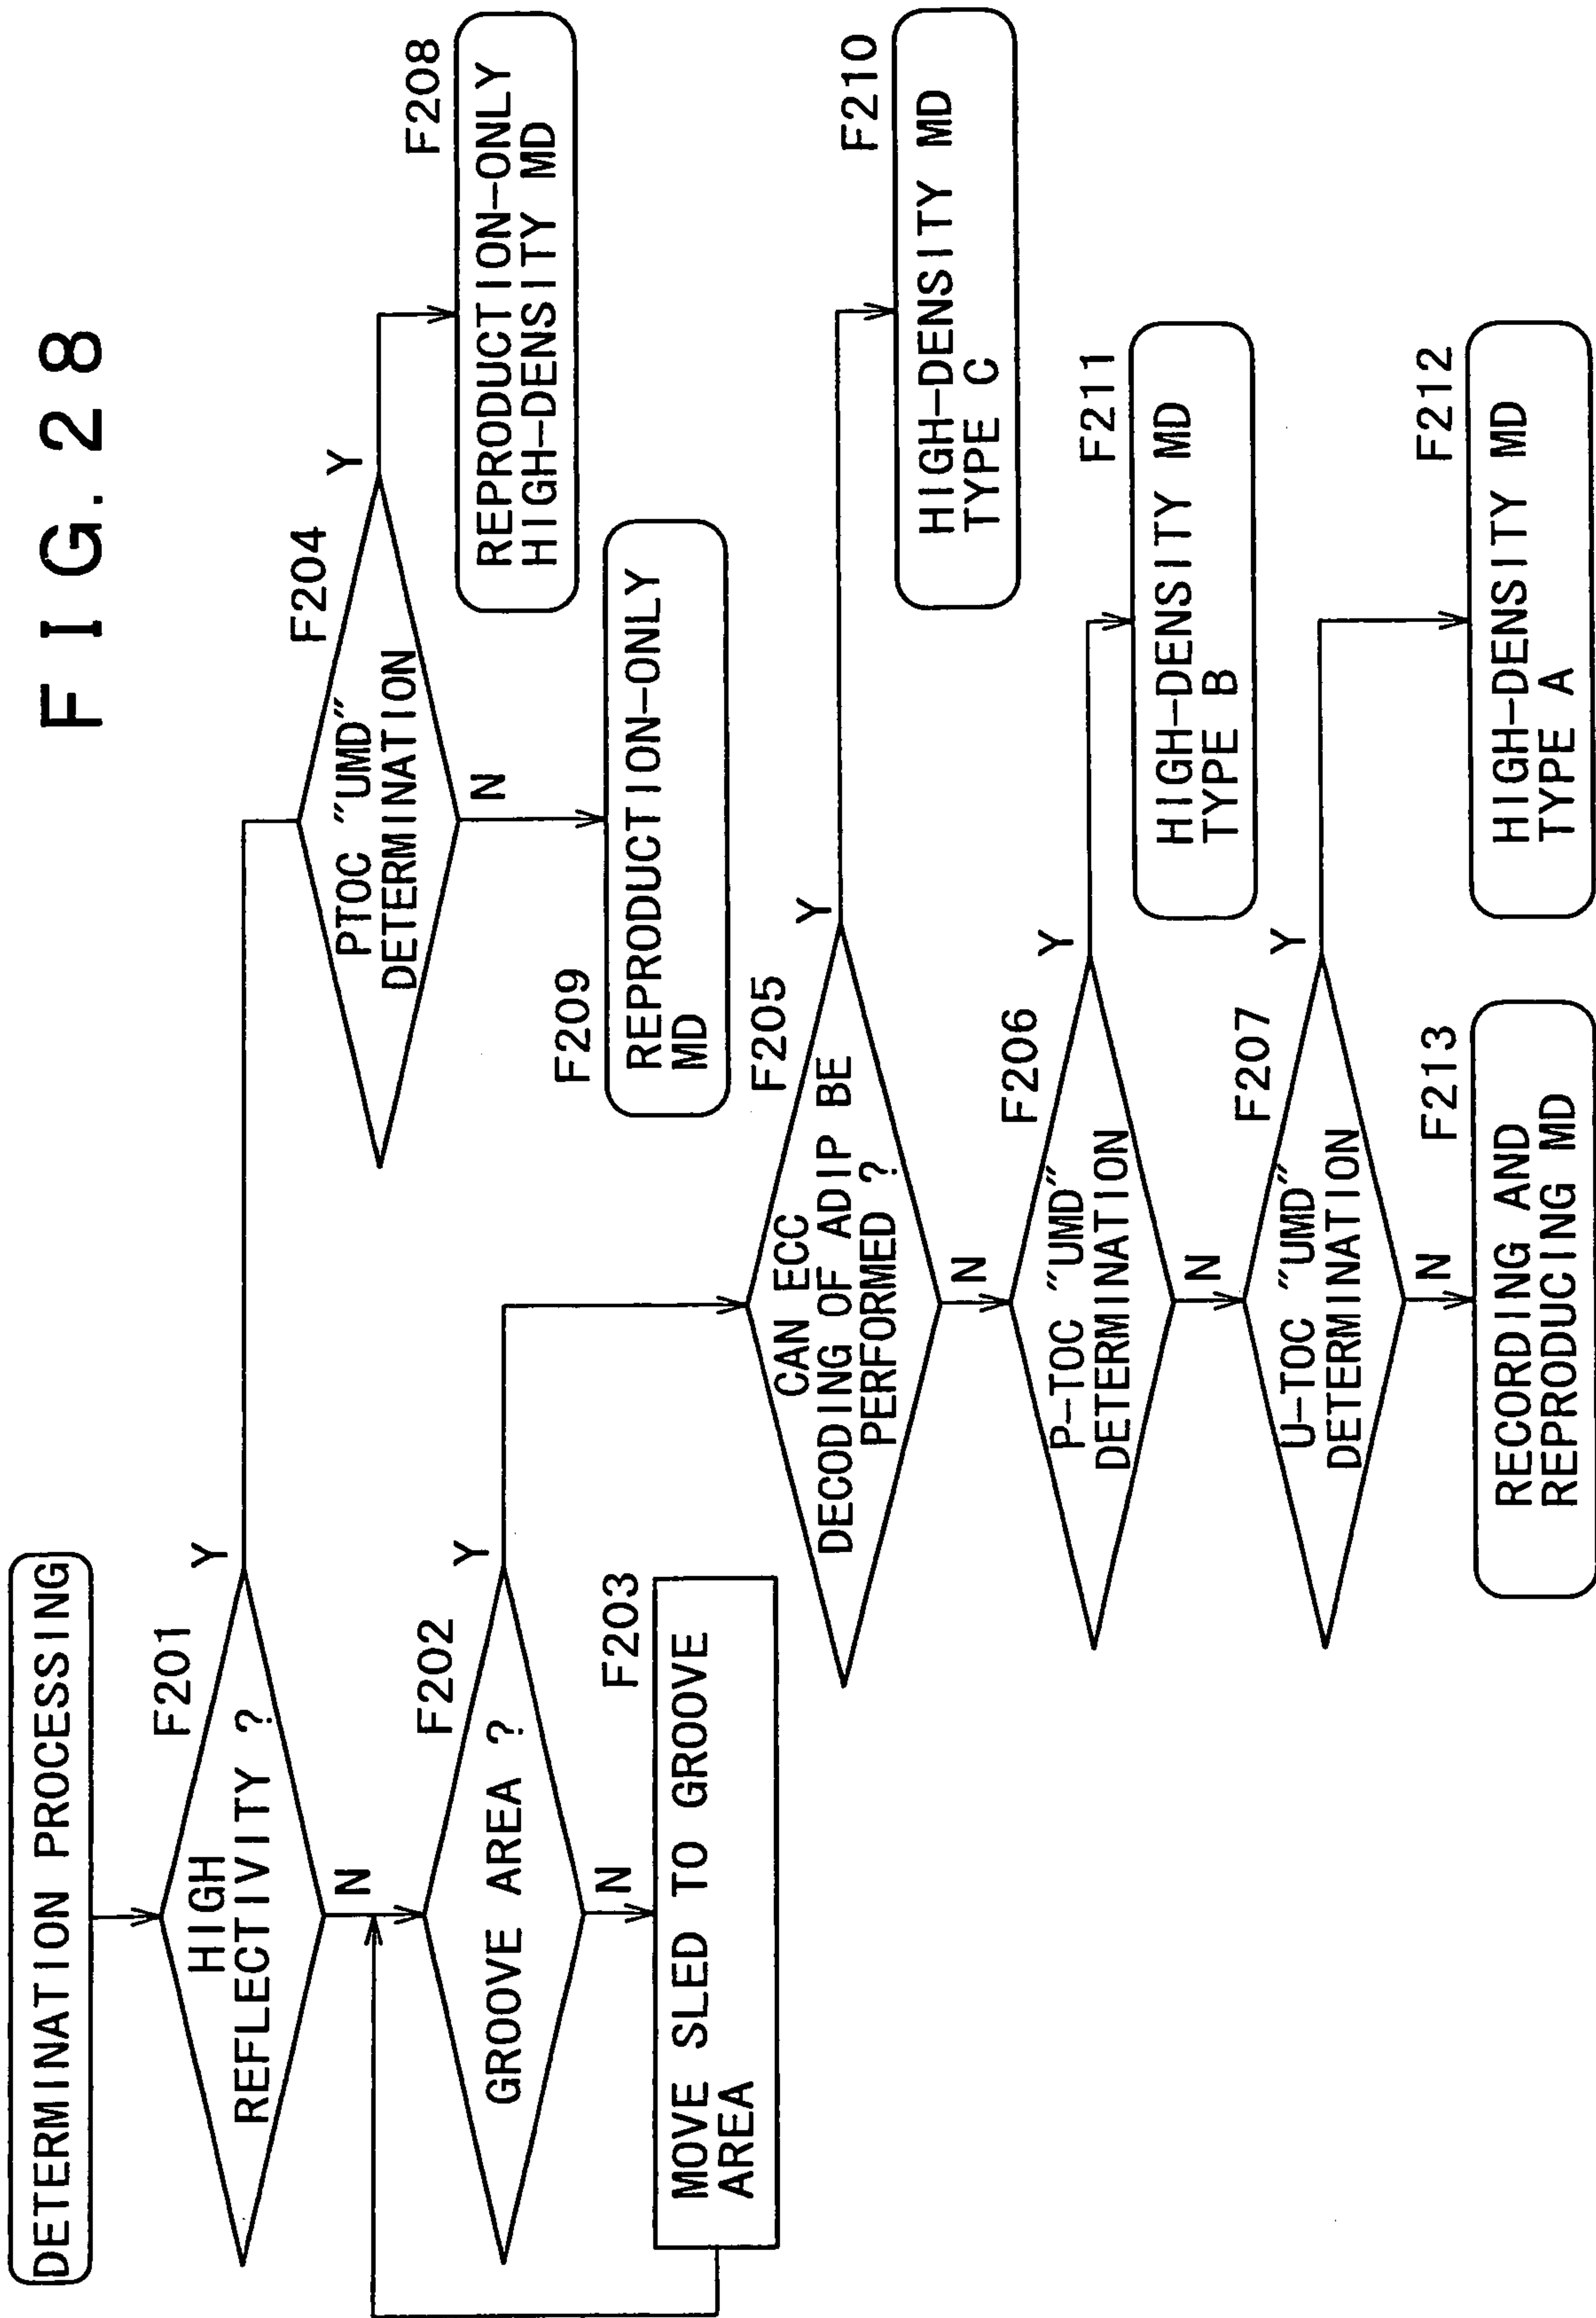 FIG. 28
DETERMINATION PROCESSING
F201
HIGH
REFLECTIVITY ?
Y
N
F202
GROOVE AREA ?
Y
N
F203
MOVE SLED TO GROOVE
AREA
F204
PTOC "UMD"
DETERMINATION
Y
N
F208
REPRODUCTION-ONLY
HIGH-DENSITY MD
F209
REPRODUCTION-ONLY
MD
F205
CAN ECC
DECODING OF ADIP BE
PERFORMED ?
Y
N
F210
HIGH-DENSITY MD
TYPE C
F206
P-TOC "UMD"
DETERMINATION
Y
N
F211
HIGH-DENSITY MD
TYPE B
F207
U-TOC "UMD"
DETERMINATION
Y
N
F212
HIGH-DENSITY MD
TYPE A
F213
RECORDING AND
REPRODUCING MD